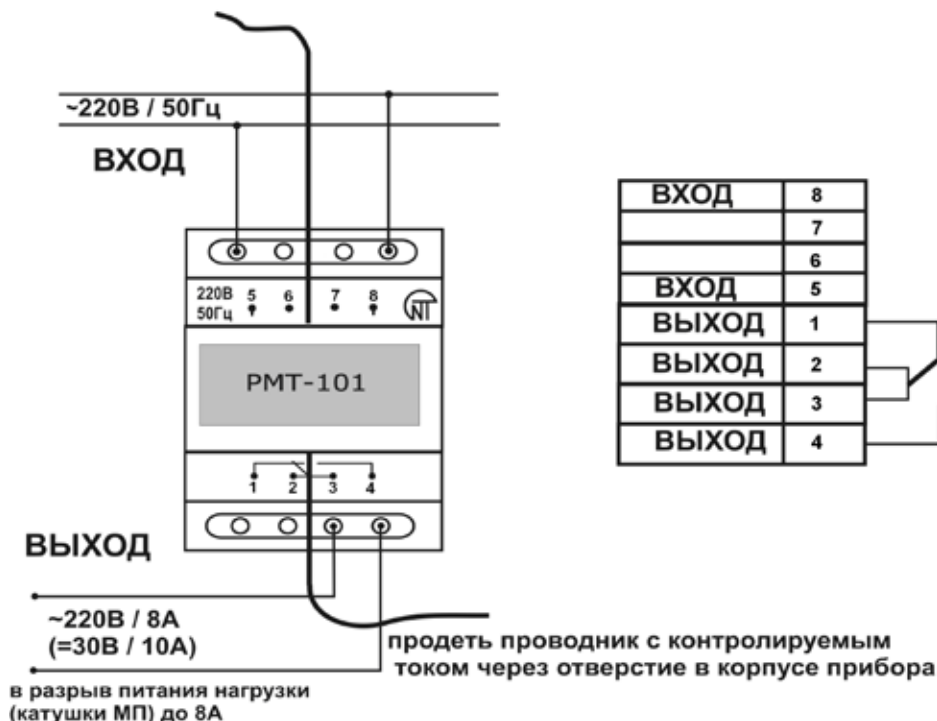 ~220В / 50Гц
ВХОД
220В 5 6 7 8
50Гц
NT
РМТ-101
1 2 3 4
ВЫХОД
~220В / 8А
(=30В / 10А)
в разрыв питания нагрузки
(катушки МП) до 8А
продеть проводник с контролируемым
током через отверстие в корпусе прибора
ВХОД 8
7
6
ВХОД 5
ВЫХОД 1
ВЫХОД 2
ВЫХОД 3
ВЫХОД 4